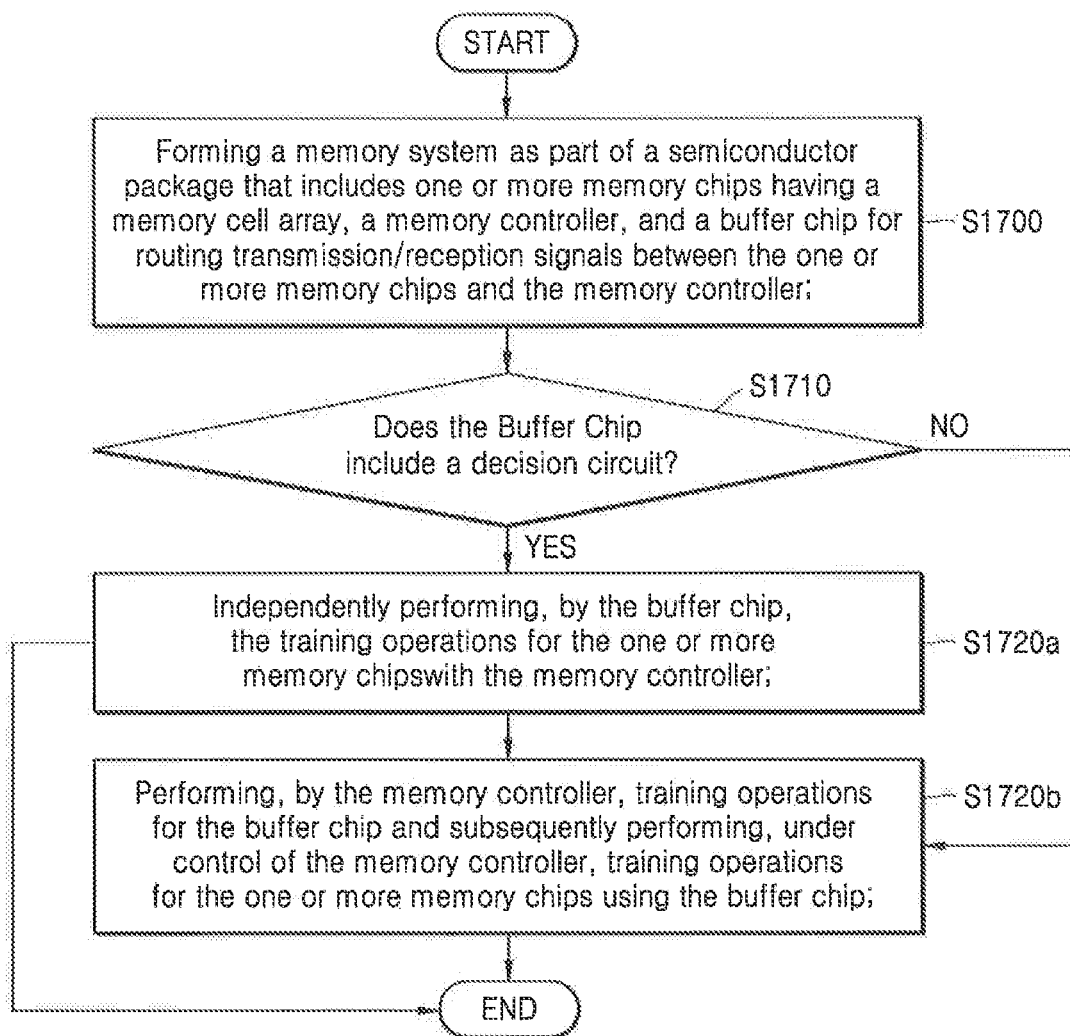 START
Forming a memory system as part of a semiconductor
package that includes one or more memory chips having a
memory cell array, a memory controller, and a buffer chip for
routing transmission/reception signals between the one or
more memory chips and the memory controller;
S1700
S1710
Does the Buffer Chip
include a decision circuit?
NO
YES
Independently performing, by the buffer chip,
the training operations for the one or more
memory chipswith the memory controller;
S1720a
Performing, by the memory controller, training operations
for the buffer chip and subsequently performing, under
control of the memory controller, training operations
for the one or more memory chips using the buffer chip;
S1720b
END